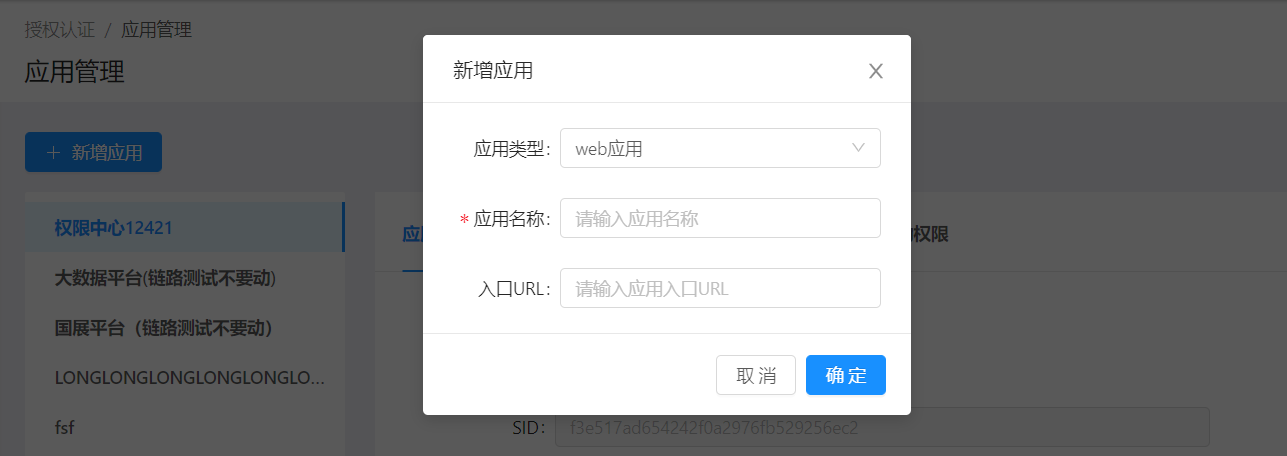 授权认证 / 应用管理
应用管理
+ 新增应用
权限中心12421
大数据平台(链路测试不要动)
国展平台（链路测试不要动）
LONGLONGLONGLONGLONGLO...
fsf
新增应用
应用类型： web应用
* 应用名称： 请输入应用名称
入口URL： 请输入应用入口URL
取 消 确 定
权限
SID： f3e517ad654242f0a2976fb529256ec2